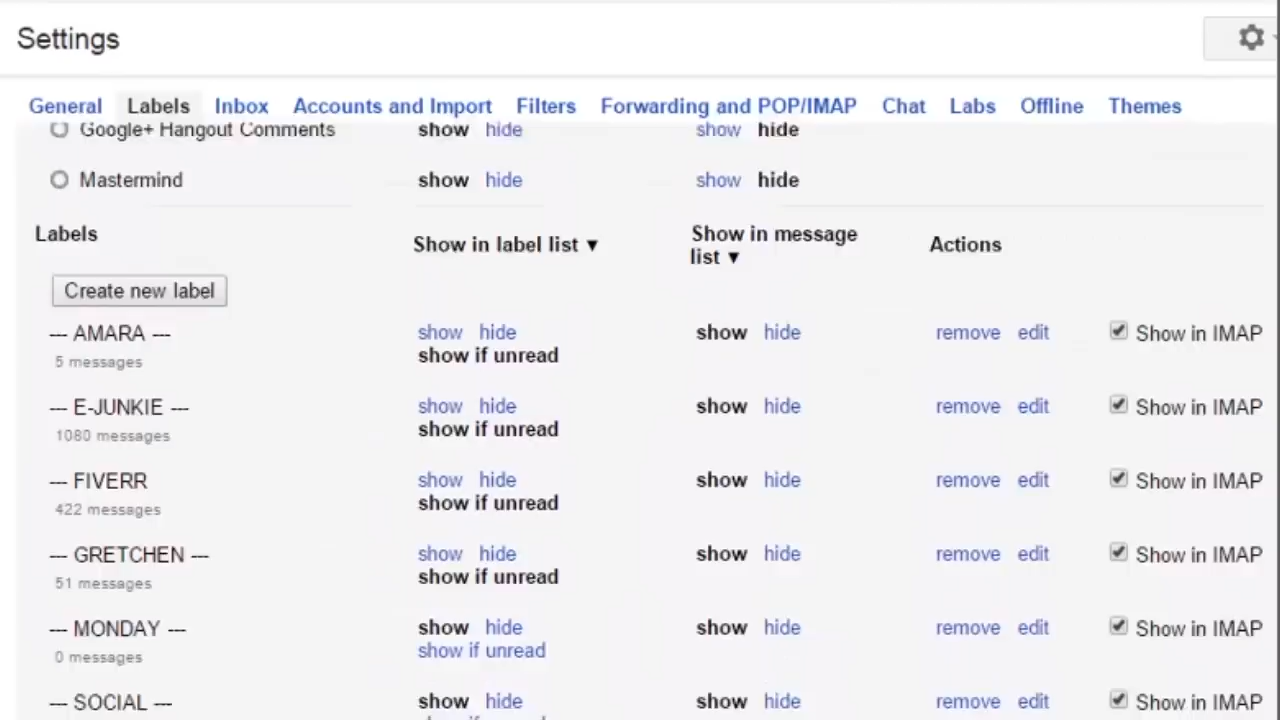 Settings
General Labels Inbox Accounts and Import Filters Forwarding and POP/IMAP Chat Labs Offline Themes
Google+ Hangout Comments show hide show hide
Mastermind show hide show hide
Labels Show in label list ▼ Show in message list ▼ Actions
Create new label
--- AMARA --- show hide show hide remove edit Show in IMAP
5 messages show if unread
--- E-JUNKIE --- show hide show hide remove edit Show in IMAP
1080 messages show if unread
--- FIVERR show hide show hide remove edit Show in IMAP
422 messages show if unread
--- GRETCHEN --- show hide show hide remove edit Show in IMAP
51 messages show if unread
--- MONDAY --- show hide show hide remove edit Show in IMAP
0 messages show if unread
--- SOCIAL --- show hide show hide remove edit Show in IMAP